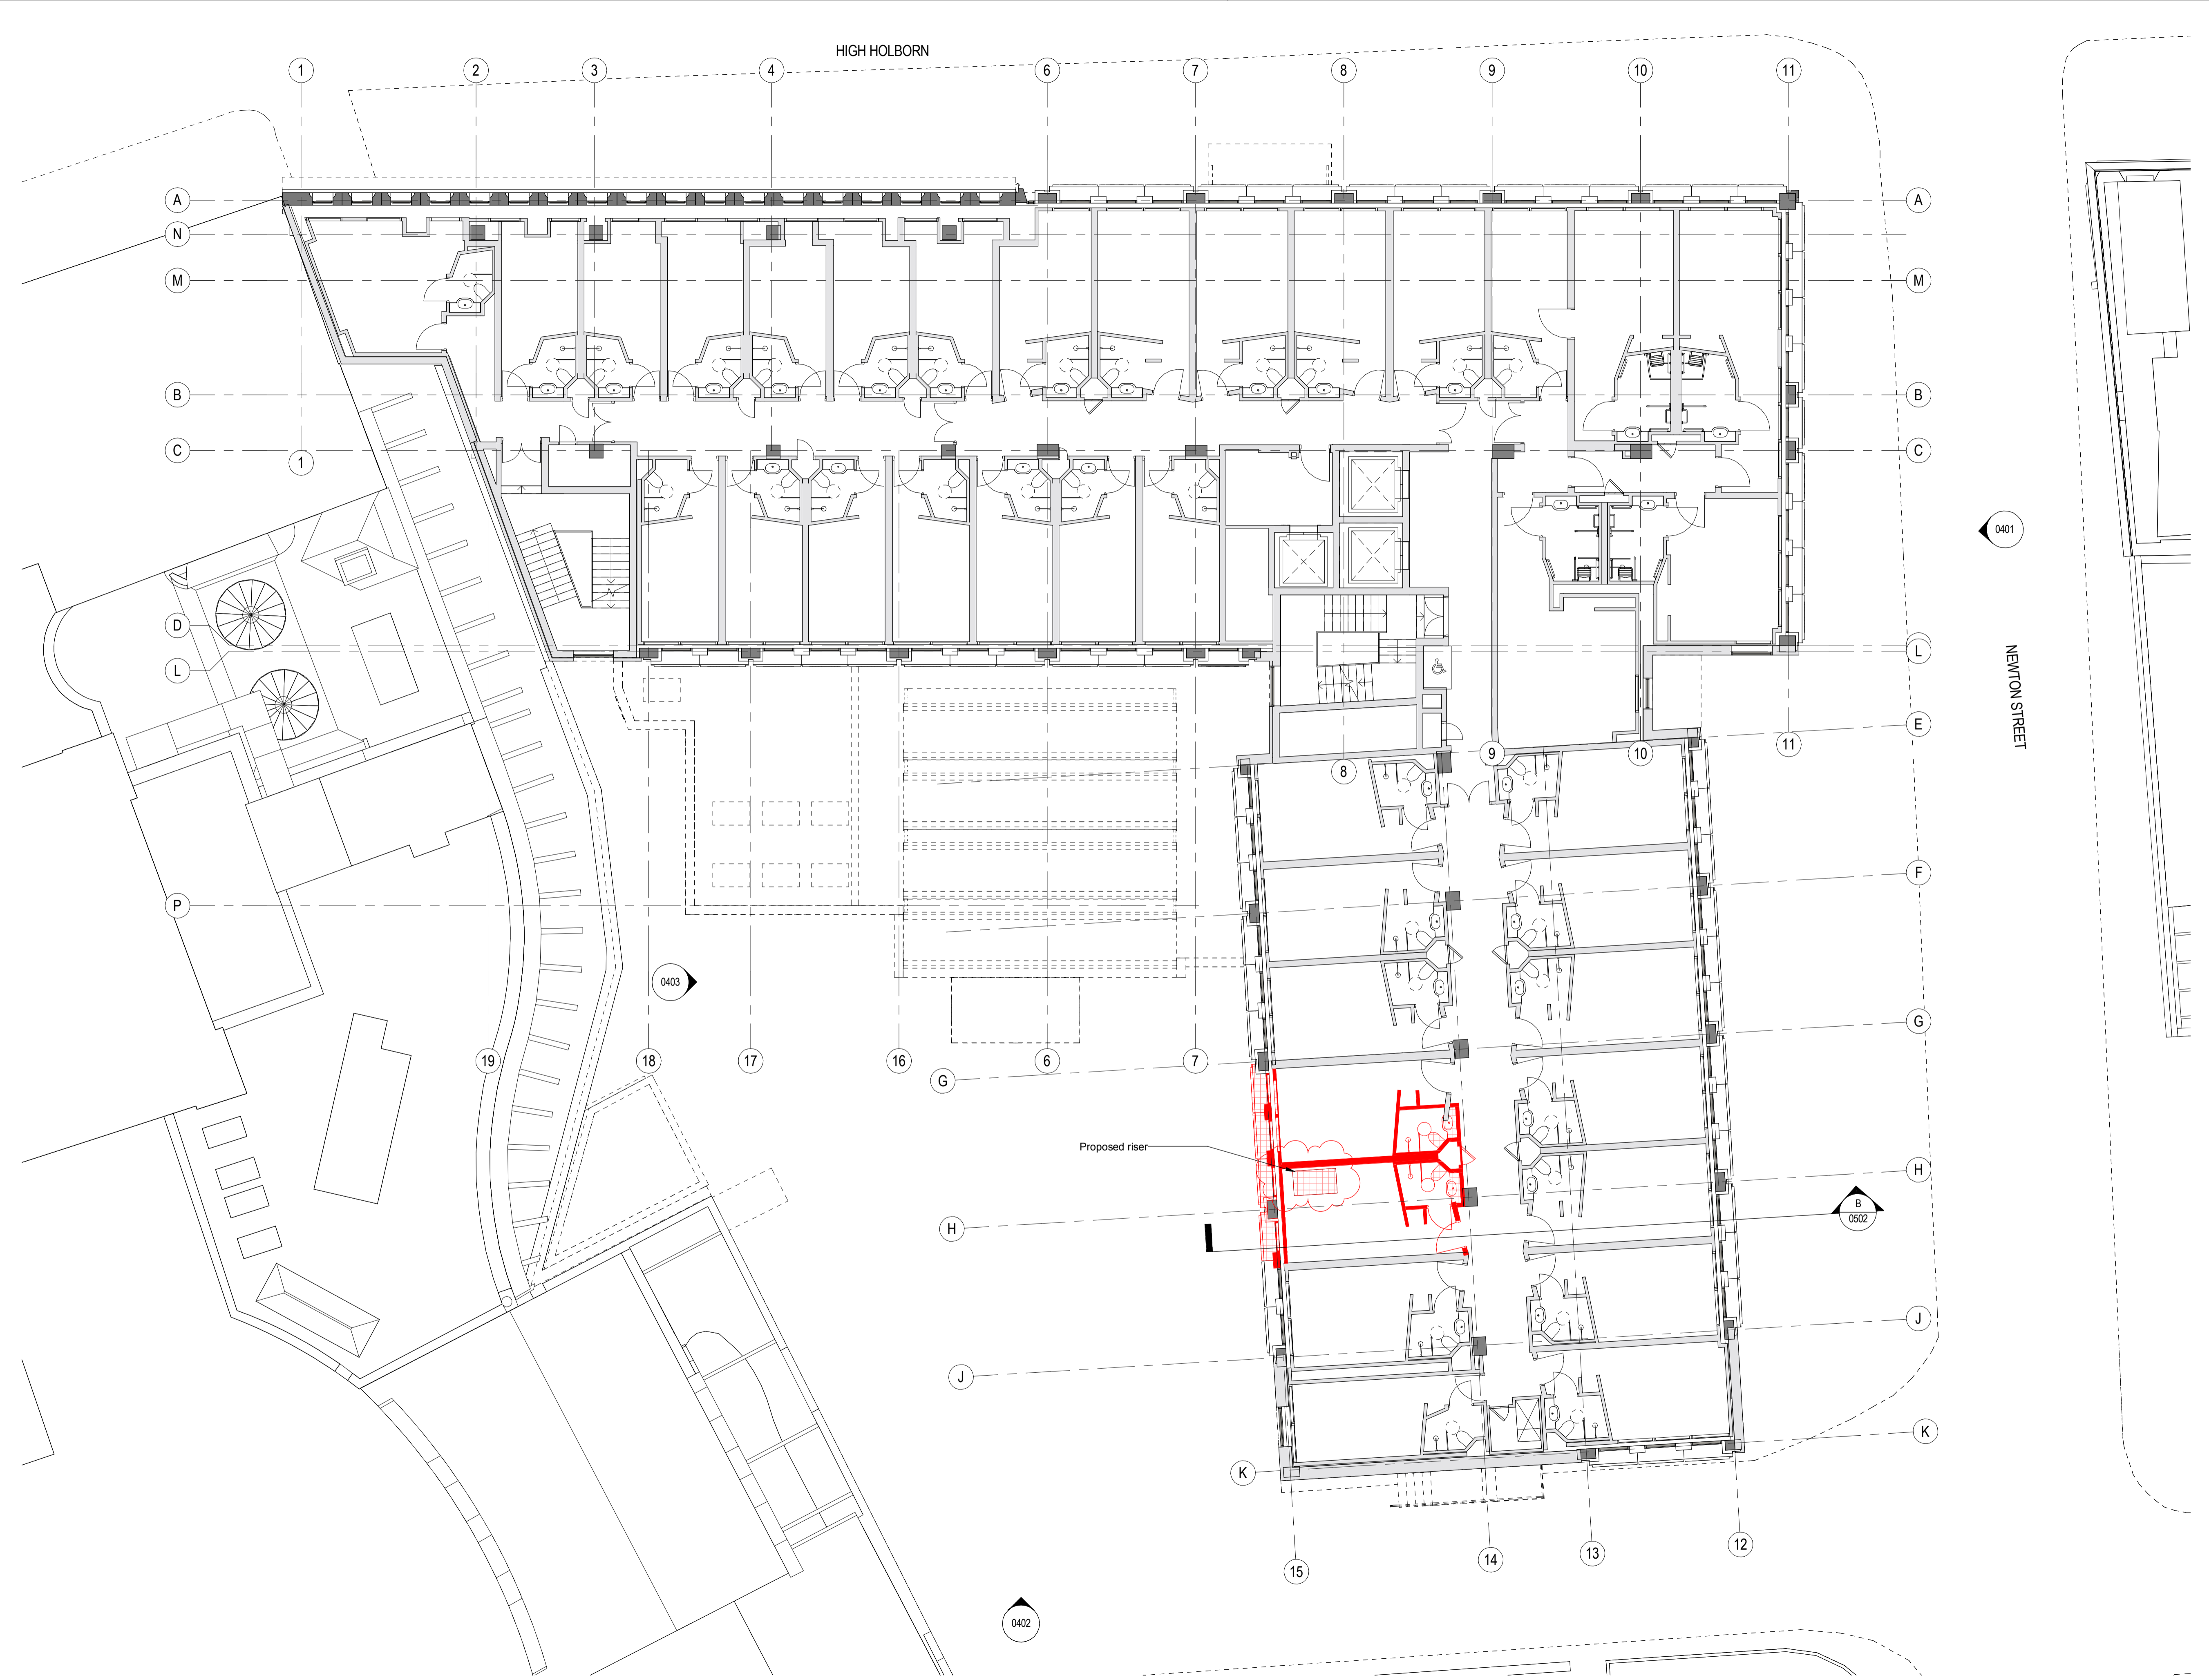 HIGH HOLBORN
1 2 3 4 6 7 8 9 10 11
A A
N
M M
B B
C C
1
0401
D
L L
NEWTON STREET
E
11
9 10
8
F
P
0403
G
19 18 17 16 6 7
G
Proposed riser
H
B
0502
H
J
J
K
K
12
13
14
15
0402